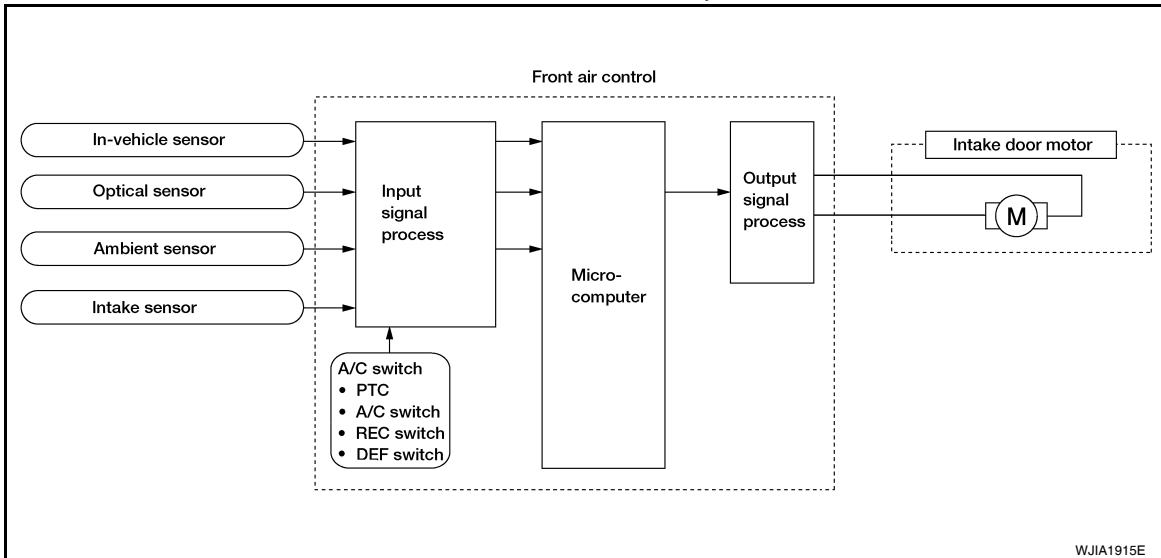 Front air control
In-vehicle sensor
Optical sensor
Ambient sensor
Intake sensor
Input
signal
process
A/C switch
• PTC
• A/C switch
• REC switch
• DEF switch
Micro-
computer
Output
signal
process
Intake door motor
M
WJIA1915E